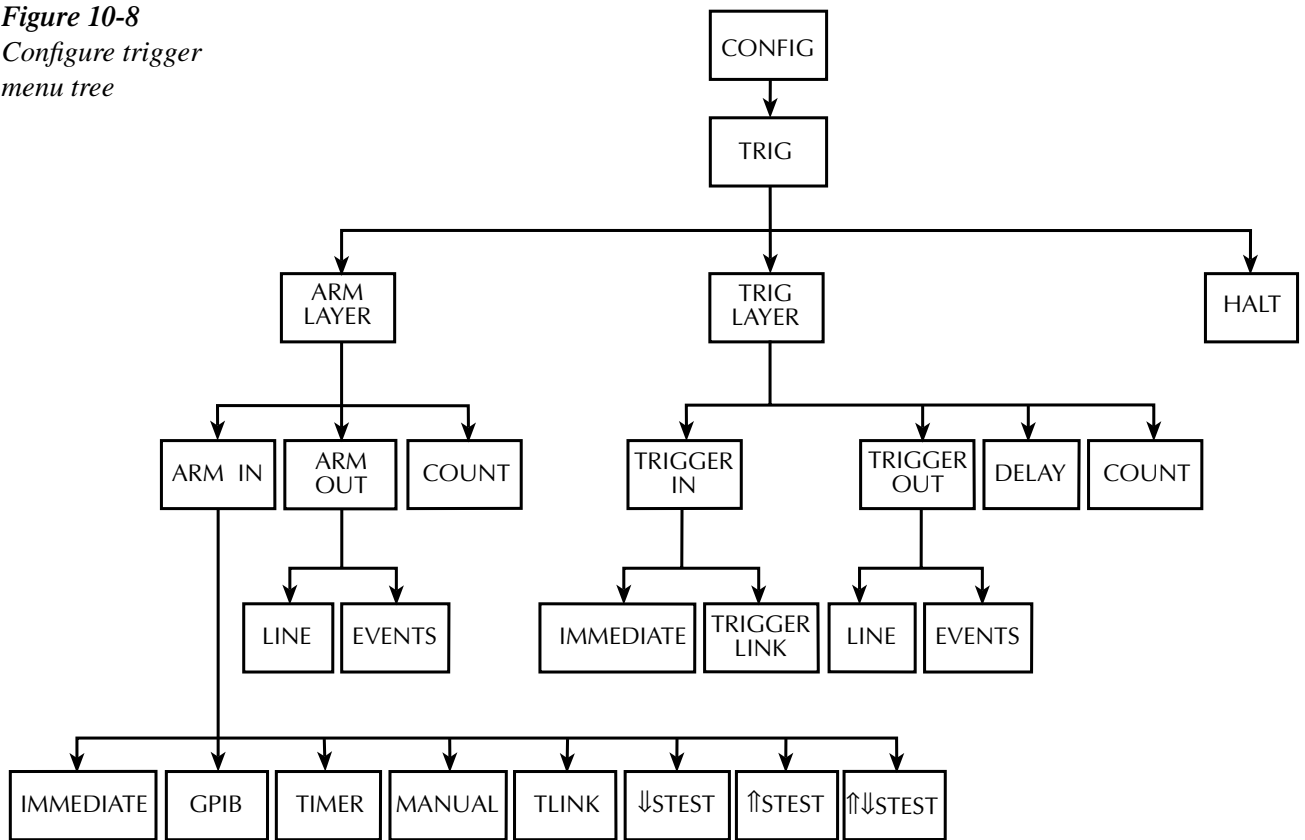 Figure 10-8
Configure trigger
menu tree
CONFIG
TRIG
ARM
LAYER
TRIG
LAYER
HALT
ARM IN
ARM
OUT
COUNT
TRIGGER
IN
TRIGGER
OUT
DELAY
COUNT
LINE
EVENTS
IMMEDIATE
TRIGGER
LINK
LINE
EVENTS
IMMEDIATE
GPIB
TIMER
MANUAL
TLINK
⇓STEST
⇑STEST
⇑⇓STEST